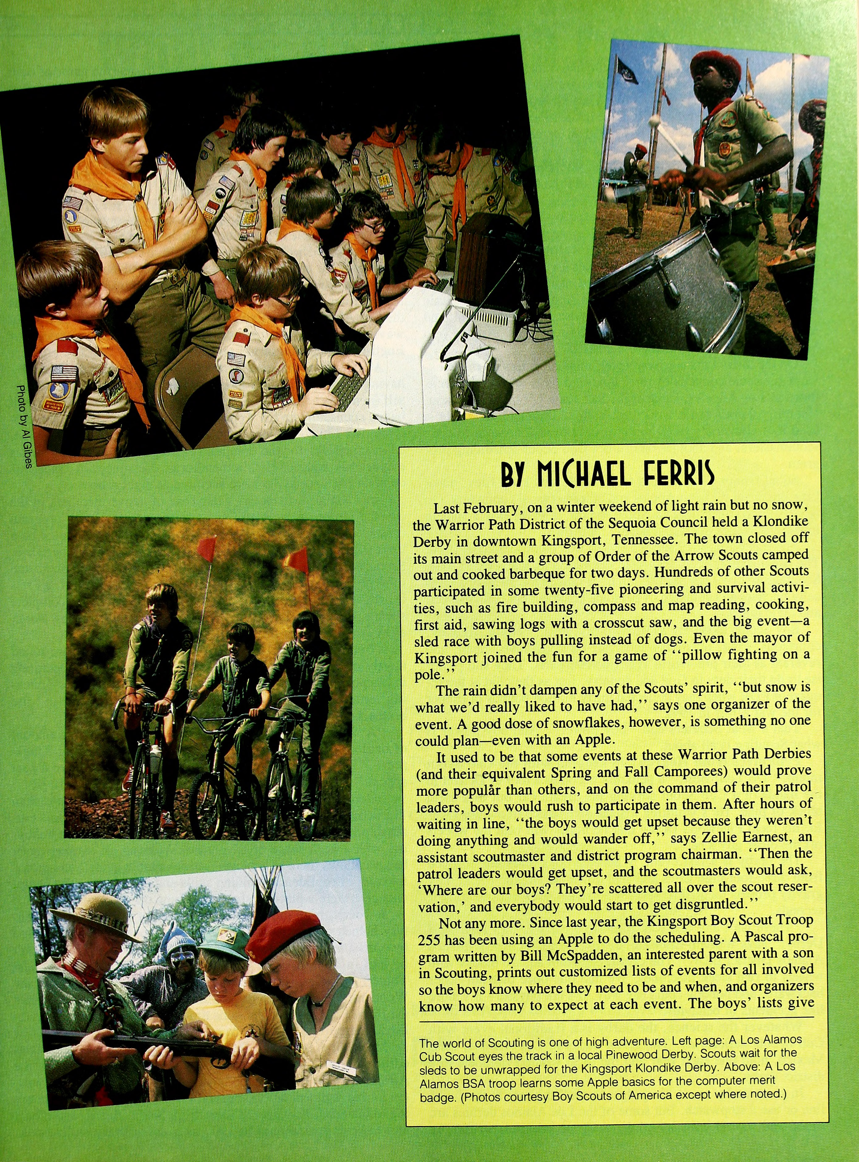 Photo by Al Gibes
BY MICHAEL FERRIS
Last February, on a winter weekend of light rain but no snow,
the Warrior Path District of the Sequoia Council held a Klondike
Derby in downtown Kingsport, Tennessee. The town closed off
its main street and a group of Order of the Arrow Scouts camped
out and cooked barbeque for two days. Hundreds of other Scouts
participated in some twenty-five pioneering and survival activi-
ties, such as fire building, compass and map reading, cooking,
first aid, sawing logs with a crosscut saw, and the big event—a
sled race with boys pulling instead of dogs. Even the mayor of
Kingsport joined the fun for a game of ‘‘pillow fighting on a
pole.’’
The rain didn’t dampen any of the Scouts’ spirit, ‘‘but snow is
what we’d really liked to have had,’’ says one organizer of the
event. A good dose of snowflakes, however, is something no one
could plan—even with an Apple.
It used to be that some events at these Warrior Path Derbies
(and their equivalent Spring and Fall Camporees) would prove
more populår than others, and on the command of their patrol
leaders, boys would rush to participate in them. After hours of
waiting in line, ‘‘the boys would get upset because they weren’t
doing anything and would wander off,’’ says Zellie Earnest, an
assistant scoutmaster and district program chairman. ‘‘Then the
patrol leaders would get upset, and the scoutmasters would ask,
‘Where are our boys? They’re scattered all over the scout reser-
vation,’ and everybody would start to get disgruntled.’’
Not any more. Since last year, the Kingsport Boy Scout Troop
255 has been using an Apple to do the scheduling. A Pascal pro-
gram written by Bill McSpadden, an interested parent with a son
in Scouting, prints out customized lists of events for all involved
so the boys know where they need to be and when, and organizers
know how many to expect at each event. The boys’ lists give
The world of Scouting is one of high adventure. Left page: A Los Alamos
Cub Scout eyes the track in a local Pinewood Derby. Scouts wait for the
sleds to be unwrapped for the Kingsport Klondike Derby. Above: A Los
Alamos BSA troop learns some Apple basics for the computer merit
badge. (Photos courtesy Boy Scouts of America except where noted.)